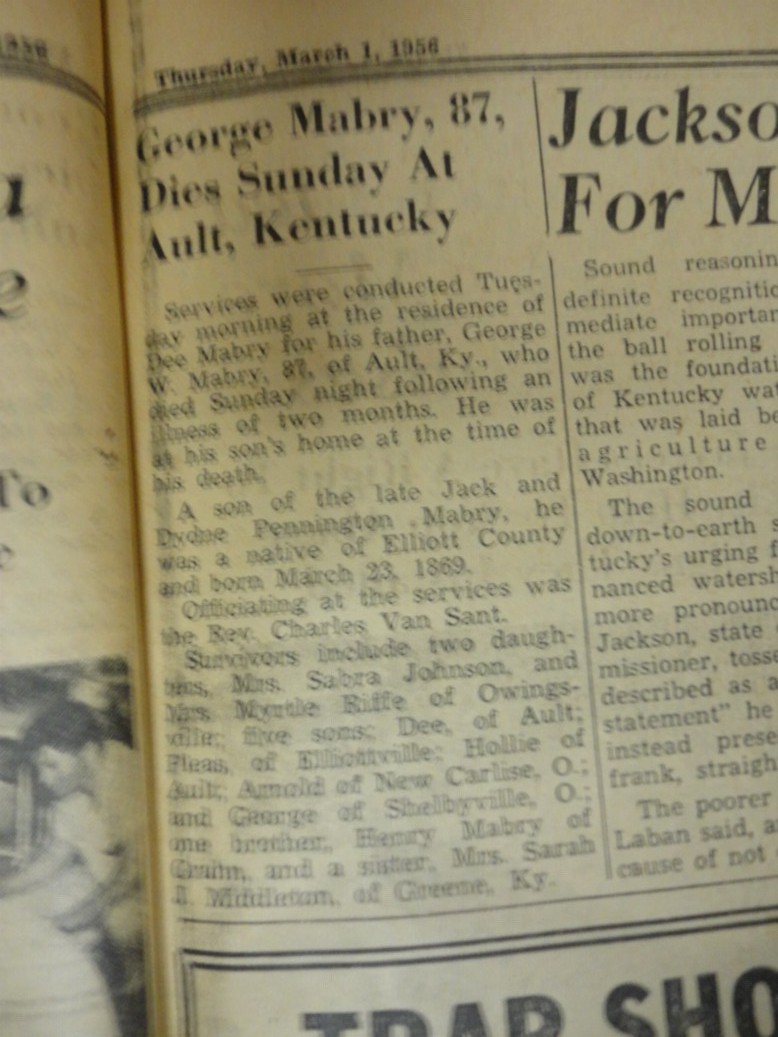 Thursday, March 1, 1956
George Mabry, 87,
Dies Sunday At
Ault, Kentucky
Services were conducted Tues-
day morning at the residence of
Dee Mabry for his father, George
W. Mabry, 87, of Ault, Ky., who
died Sunday night following an
illness of two months. He was
at his son's home at the time of
his death.
A son of the late Jack and
Pennington Mabry, he
was a native of Elliott County
and born March 23, 1869.
Officiating at the services was
the Rev. Charles Van Sant.
Survivors include two daugh-
ters, Mrs. Sabra Johnson, and
Mrs. Myrtle Riffe of Owings-
ville; five sons; Dee, of Ault;
Pleas, of Elliottville; Hollie of
Ault; Arnold of New Carlise, O.;
and George of Shelbyville, O.;
one brother, Henry Mabry of
and a sister, Mrs. Sarah
J. Middleton, of Greene, Ky.
Jackso
For M
Sound reasonin
definite recognitio
mediate importan
the ball rolling
was the foundati
of Kentucky wat
that was laid be
agriculture
Washington.
The sound
down-to-earth s
tucky's urging f
nanced watersh
more pronounc
Jackson, state
missioner, tosse
described as a
statement" he
instead prese
frank, straigh
The poorer
Laban said, a
cause of not
TRAP SHO